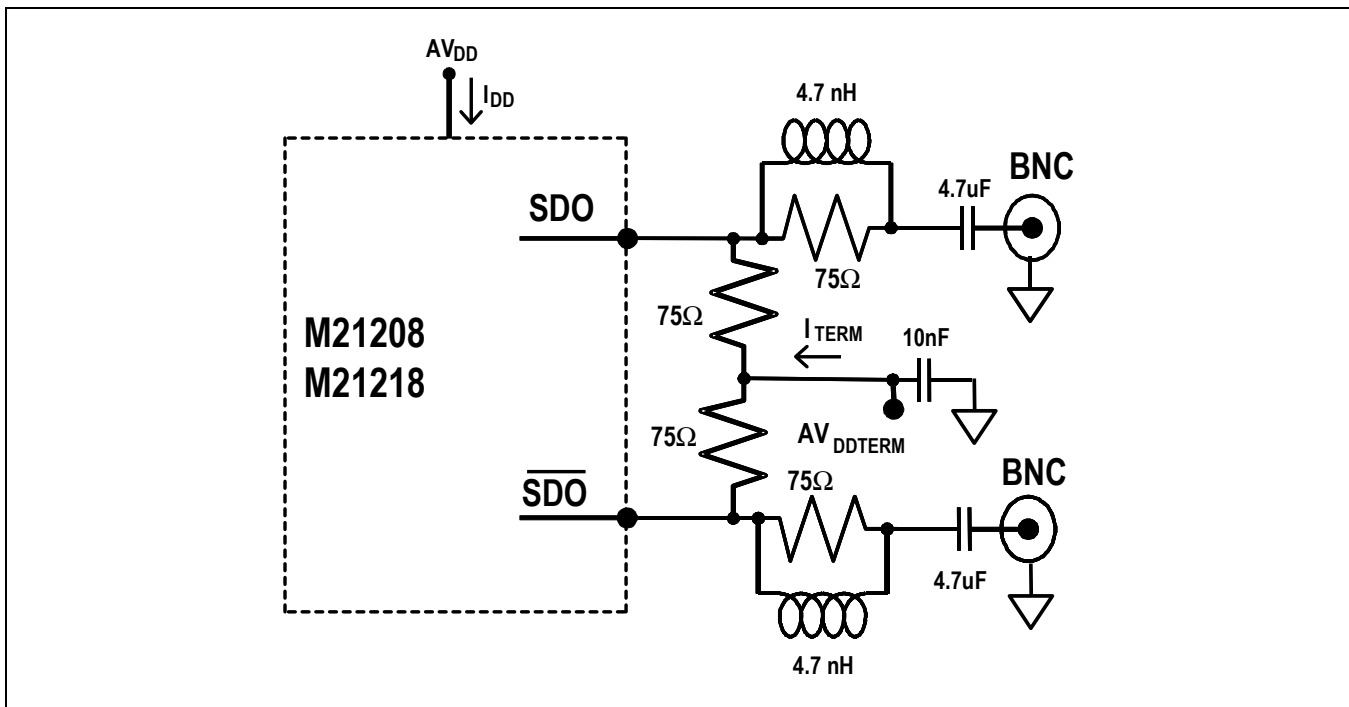 AVDD
IDD
4.7 nH
BNC
4.7uF
SDO
75Ω
75Ω
M21208
M21218
ITERM
10nF
75Ω
AVDDTERM
75Ω
BNC
S̅D̅O̅
4.7uF
4.7 nH